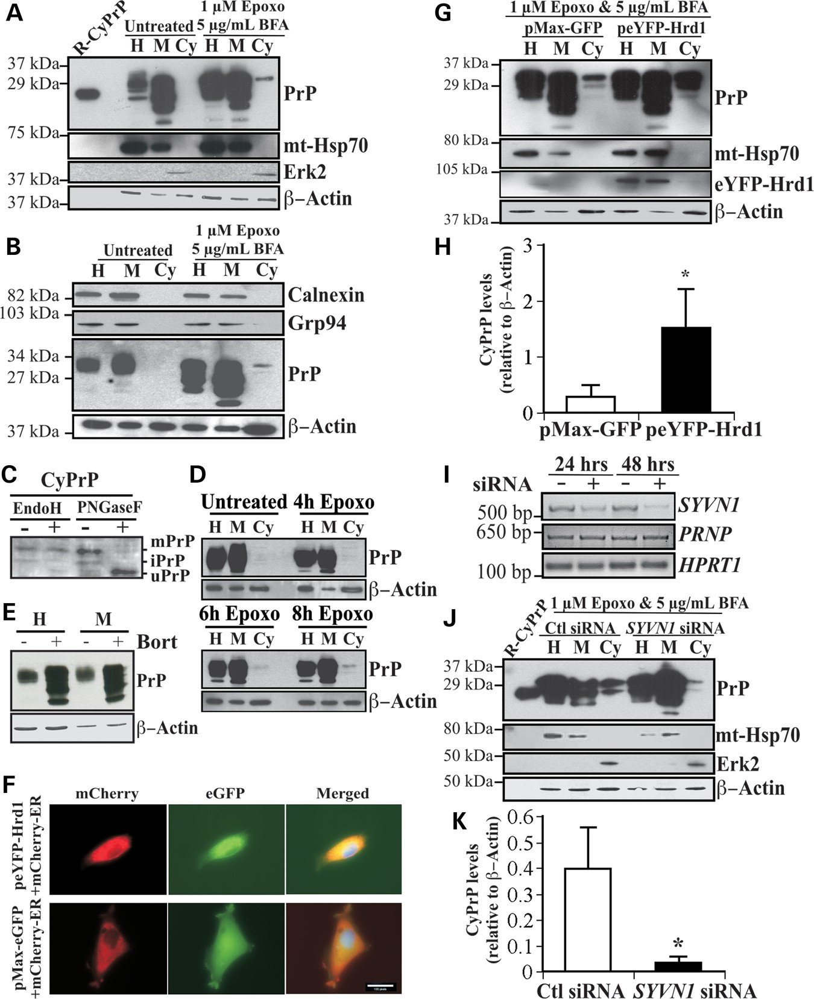 A
R-CyPrP
Untreated
1 µM Epoxo
5 µg/mL BFA
H M Cy H M Cy
37 kDa
29 kDa
PrP
75 kDa
mt-Hsp70
Erk2
37 kDa
β–Actin
37 kDa
B
Untreated
1 µM Epoxo
5 µg/mL BFA
H M Cy H M Cy
82 kDa
Calnexin
103 kDa
Grp94
34 kDa
27 kDa
PrP
37 kDa
β–Actin
C
CyPrP
EndoH PNGaseF
- + - +
mPrP
iPrP
uPrP
D
Untreated 4h Epoxo
H M Cy H M Cy
PrP
β–Actin
6h Epoxo 8h Epoxo
H M Cy H M Cy
PrP
β–Actin
E
H M
- + - + Bort
PrP
β–Actin
F
mCherry eGFP Merged
peYFP-Hrd1
+mCherry-ER
pMax-eGFP
+mCherry-ER
100 pixels
G
1 µM Epoxo & 5 µg/mL BFA
pMax-GFP peYFP-Hrd1
H M Cy H M Cy
37 kDa
29 kDa
PrP
80 kDa
mt-Hsp70
105 kDa
eYFP-Hrd1
37 kDa
β–Actin
H
CyPrP levels
(relative to β–Actin)
3
2
1
0
*
pMax-GFP peYFP-Hrd1
I
24 hrs 48 hrs
siRNA - + - +
500 bp
SYVN1
650 bp
PRNP
100 bp
HPRT1
J
R-CyPrP
1 µM Epoxo & 5 µg/mL BFA
Ctl siRNA SYVN1 siRNA
H M Cy H M Cy
37 kDa
29 kDa
PrP
80 kDa
mt-Hsp70
50 kDa
Erk2
50 kDa
β–Actin
K
CyPrP levels
(relative to β–Actin)
0.6
0.5
0.4
0.3
0.2
0.1
0
*
Ctl siRNA SYVN1 siRNA